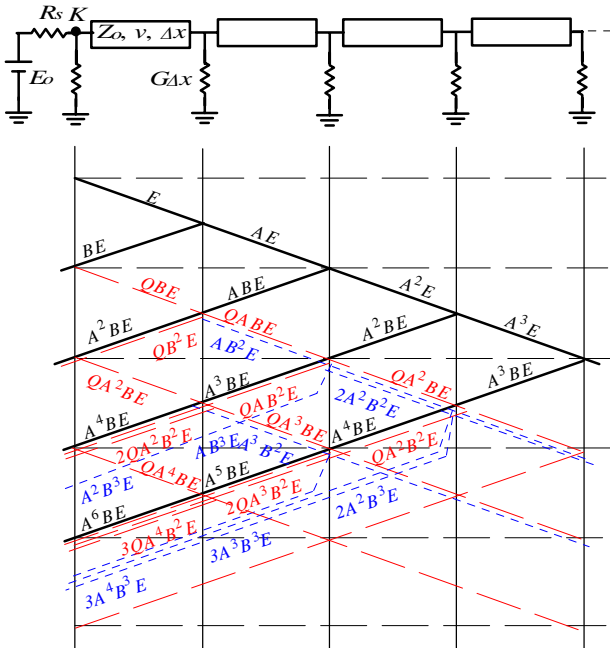 Rs K
Zo, v, Δx
Eo
GΔx
E
AE
BE
A²E
QBE
ABE
A³E
QABE
A²BE
A²BE
QB²E
AB²E
A³BE
QA²BE
QA²BE
A³BE
QAB²E
2A²B²E
A⁴BE
QA³BE
A⁴BE
2QA²B²E
AB³E
A³B²E
QA²B²E
QA⁴BE
A⁵BE
A²B³E
2QA³B²E
2A²B³E
A⁶BE
3QA⁴B²E
3A³B³E
3A⁴B³E